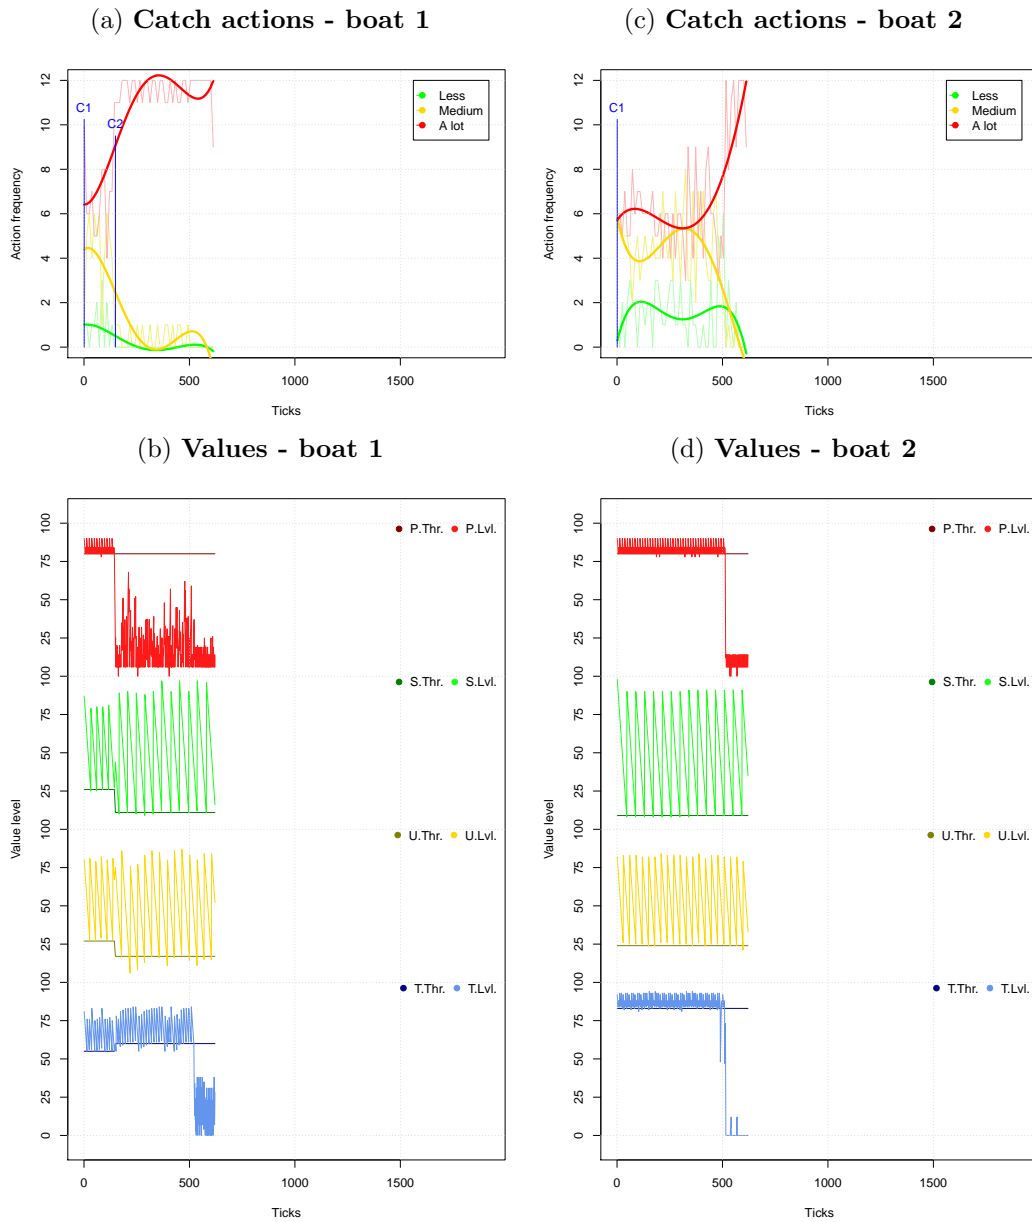 (a) Catch actions - boat 1
12
10
8
6
4
2
0
Action frequency
C1
C2
Less
Medium
A lot
0
500
1000
1500
Ticks
(c) Catch actions - boat 2
12
10
8
6
4
2
0
Action frequency
C1
Less
Medium
A lot
0
500
1000
1500
Ticks
(b) Values - boat 1
100
75
50
25
100
75
50
25
100
75
50
25
100
75
50
25
0
Value level
P.Thr. P.Lvl.
S.Thr. S.Lvl.
U.Thr. U.Lvl.
T.Thr. T.Lvl.
0
500
1000
1500
Ticks
(d) Values - boat 2
100
75
50
25
100
75
50
25
100
75
50
25
100
75
50
25
0
Value level
P.Thr. P.Lvl.
S.Thr. S.Lvl.
U.Thr. U.Lvl.
T.Thr. T.Lvl.
0
500
1000
1500
Ticks